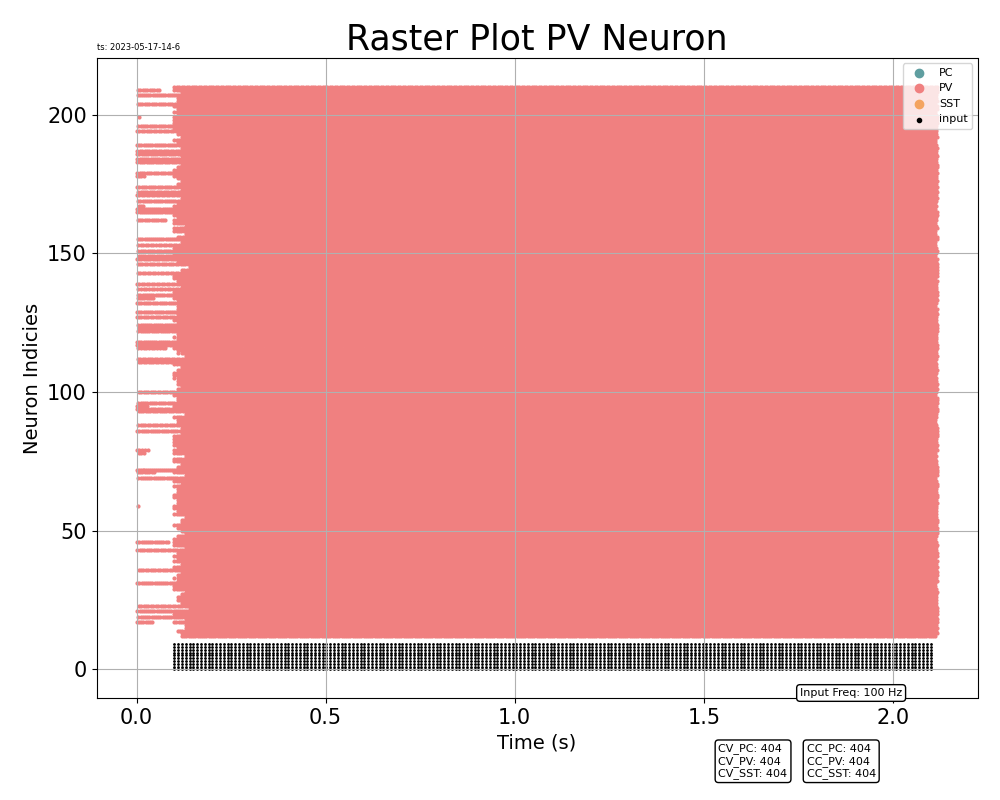 Raster Plot PV Neuron
ts: 2023-05-17-14-6
PC
PV
SST
input
Neuron Indicies
200
150
100
50
0
0.0 0.5 1.0 1.5 2.0
Time (s)
Input Freq: 100 Hz
CV_PC: 404
CV_PV: 404
CV_SST: 404
CC_PC: 404
CC_PV: 404
CC_SST: 404